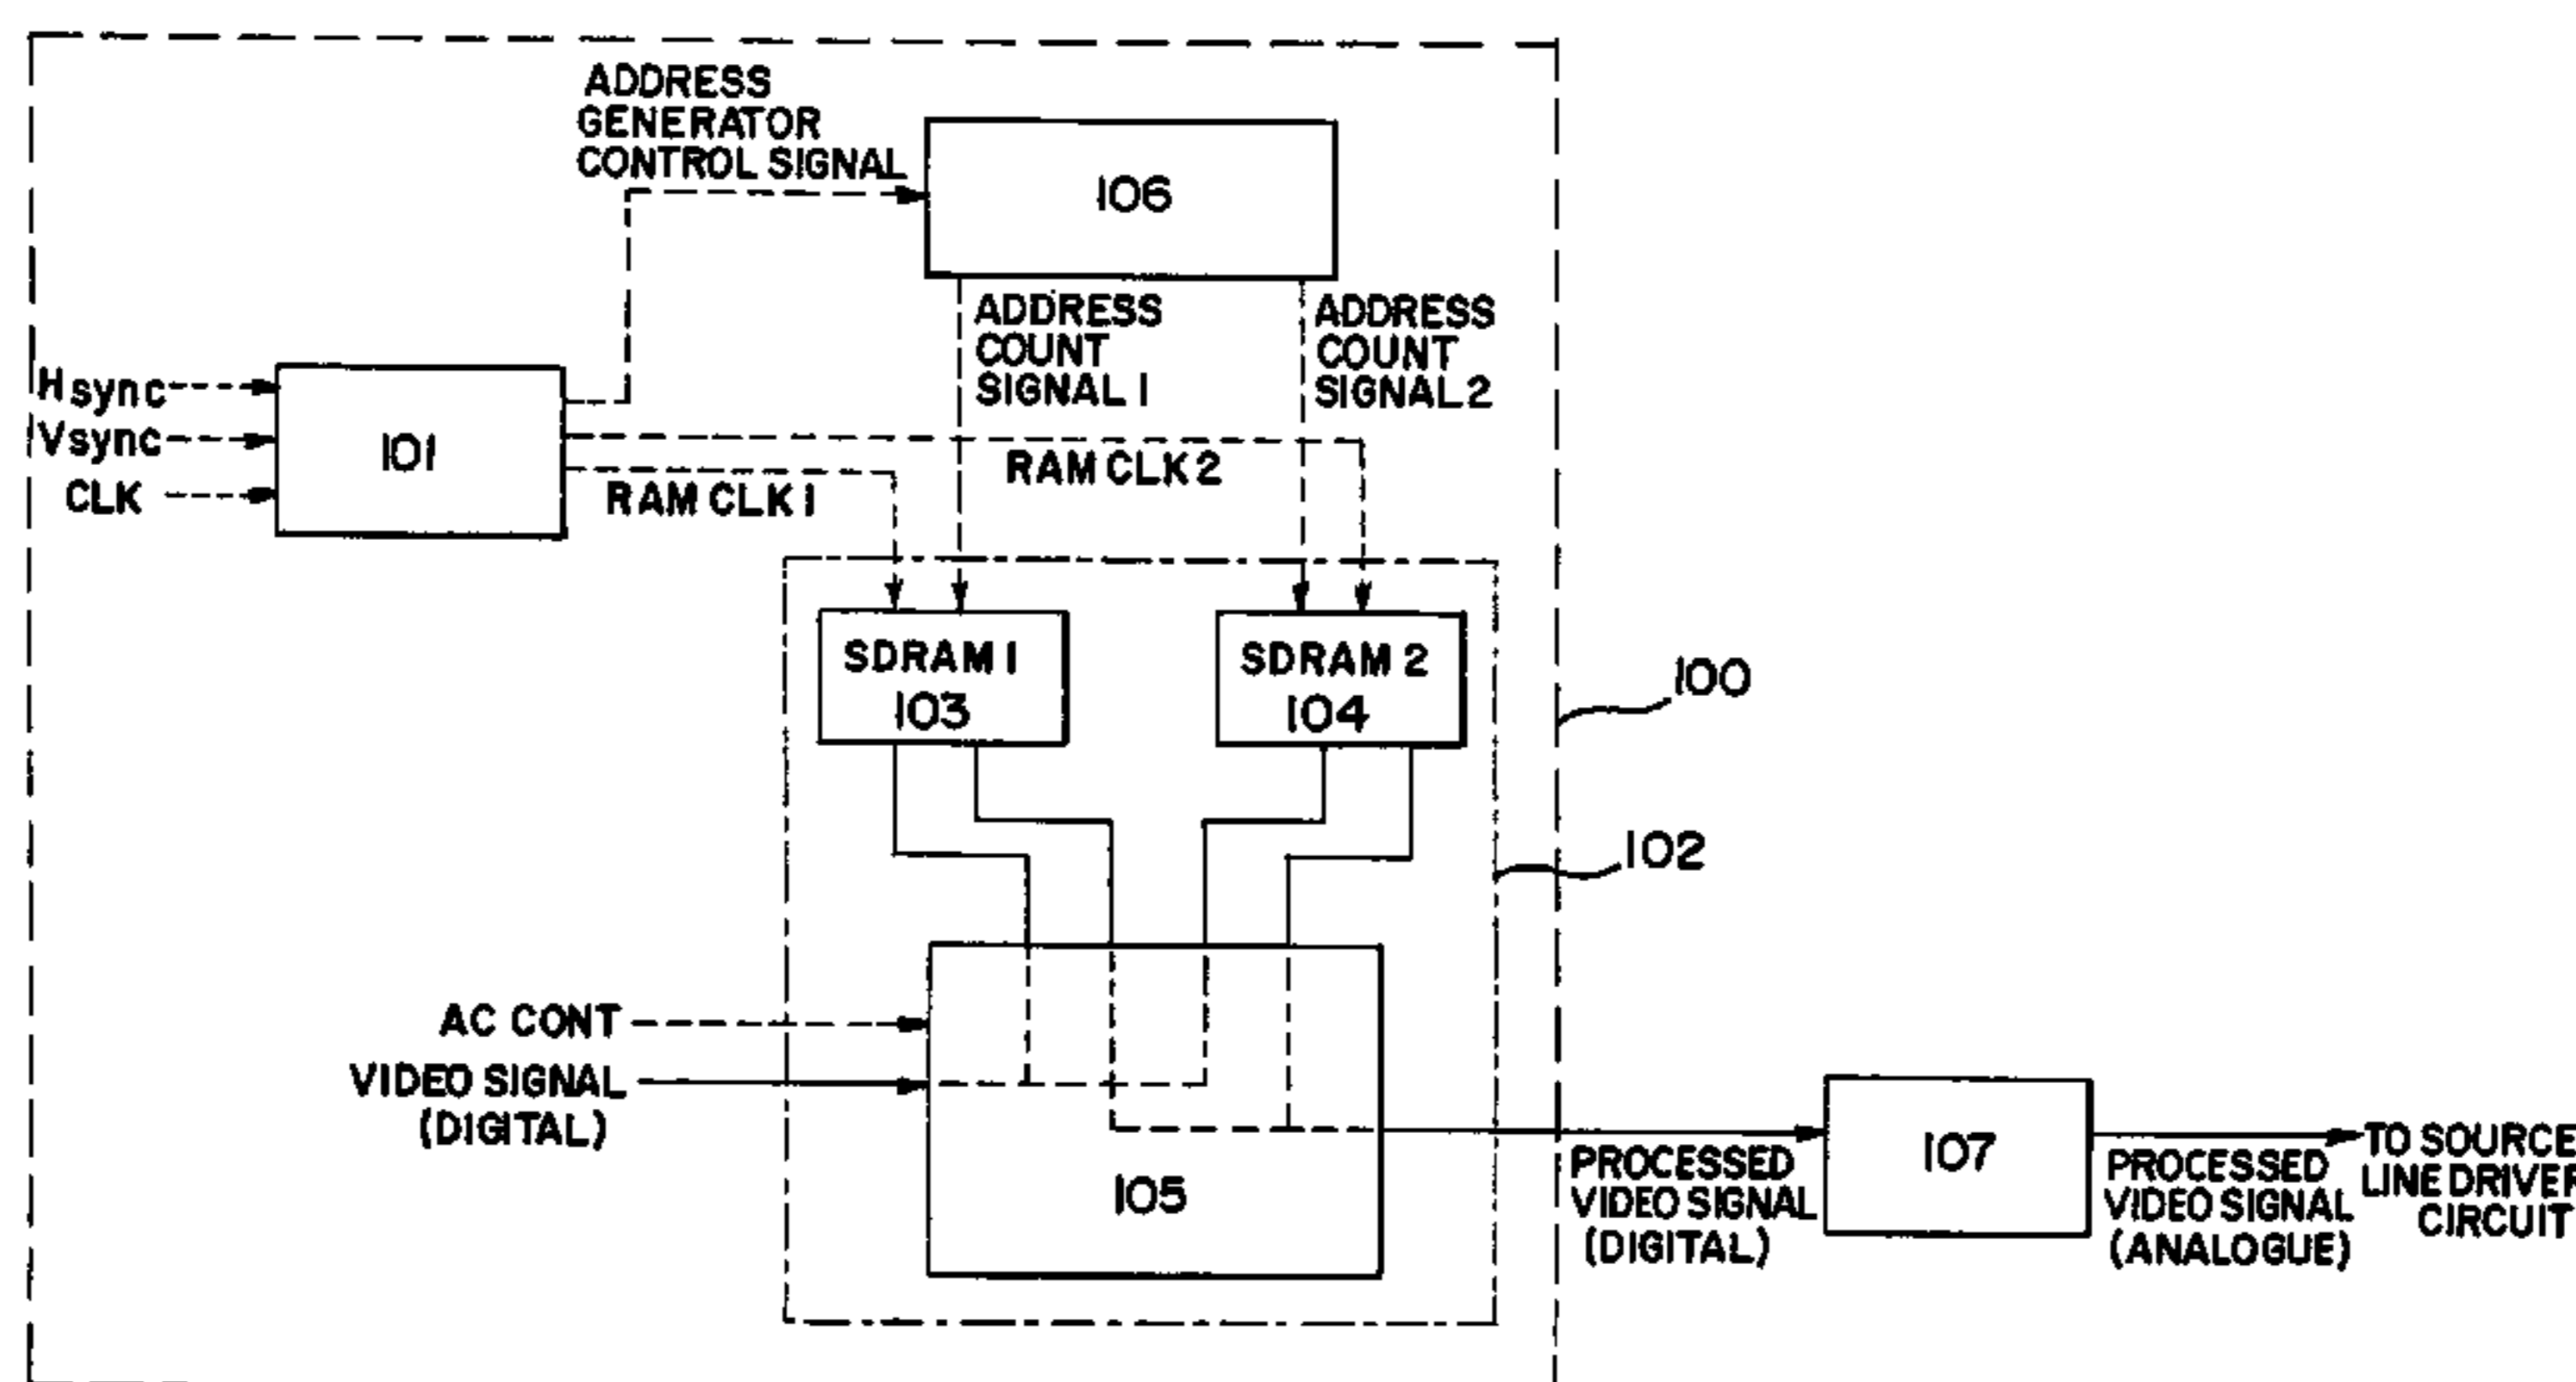 ADDRESS
GENERATOR
CONTROL SIGNAL
106
ADDRESS
COUNT
SIGNAL 1
ADDRESS
COUNT
SIGNAL 2
Hsync
Vsync
CLK
101
RAM CLK 1
RAM CLK 2
SDRAM 1
103
SDRAM 2
104
100
102
AC CONT
VIDEO SIGNAL
(DIGITAL)
105
PROCESSED
VIDEO SIGNAL
(DIGITAL)
107
PROCESSED
VIDEO SIGNAL
(ANALOGUE)
TO SOURCE
LINE DRIVER
CIRCUIT